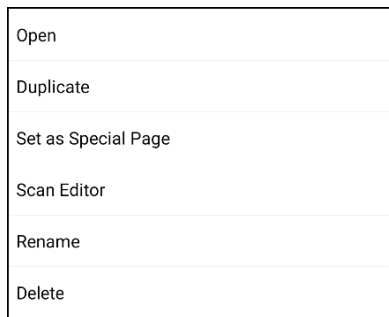 Open
Duplicate
Set as Special Page
Scan Editor
Rename
Delete